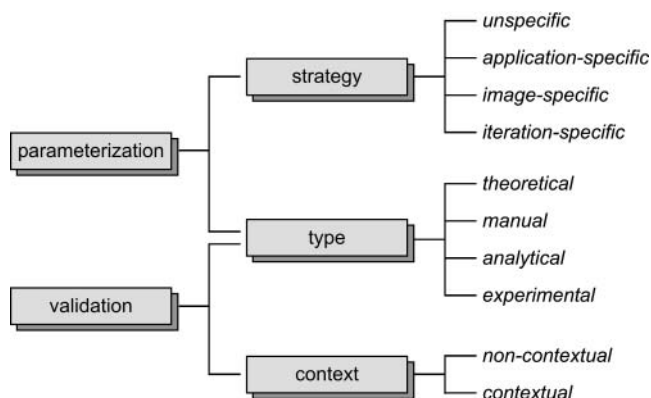 parameterization
strategy
unspecific
application-specific
image-specific
iteration-specific
type
theoretical
manual
analytical
experimental
validation
context
non-contextual
contextual